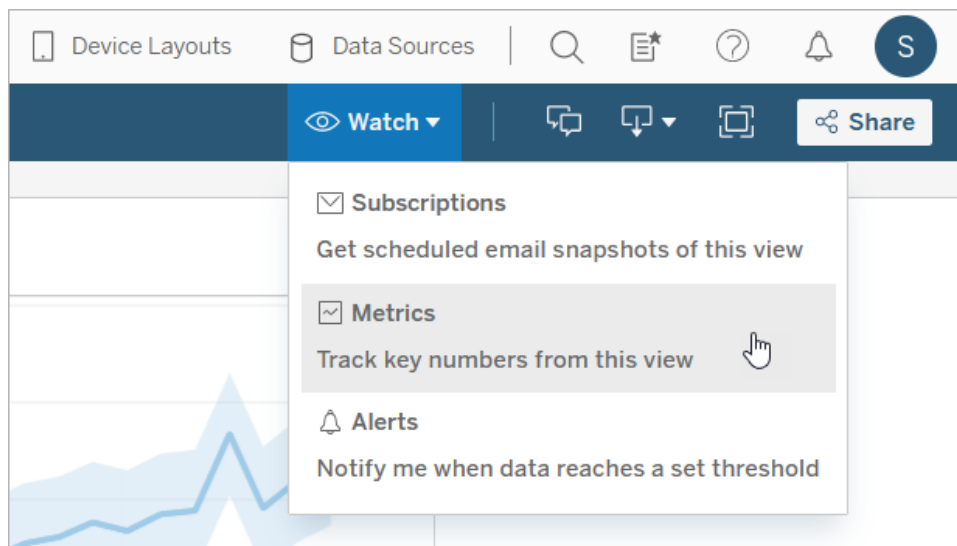 Device Layouts Data Sources S
Watch Share
Subscriptions
Get scheduled email snapshots of this view
Metrics
Track key numbers from this view
Alerts
Notify me when data reaches a set threshold